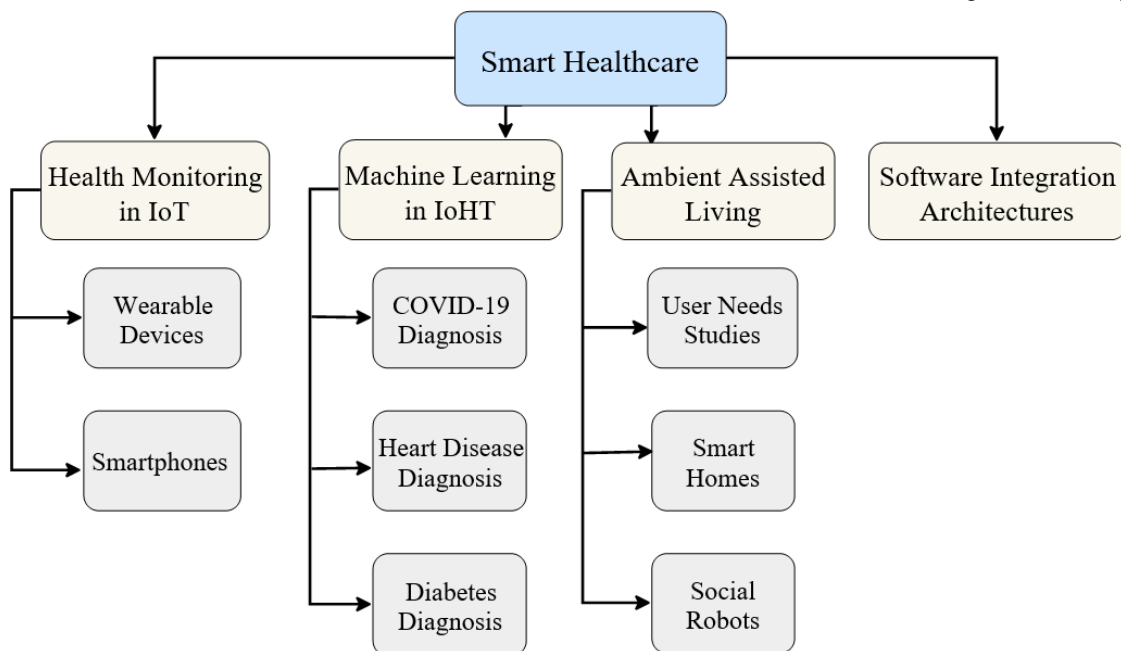 Smart Healthcare
Health Monitoring
in IoT
Machine Learning
in IoHT
Ambient Assisted
Living
Software Integration
Architectures
Wearable
Devices
COVID-19
Diagnosis
User Needs
Studies
Smartphones
Heart Disease
Diagnosis
Smart
Homes
Diabetes
Diagnosis
Social
Robots